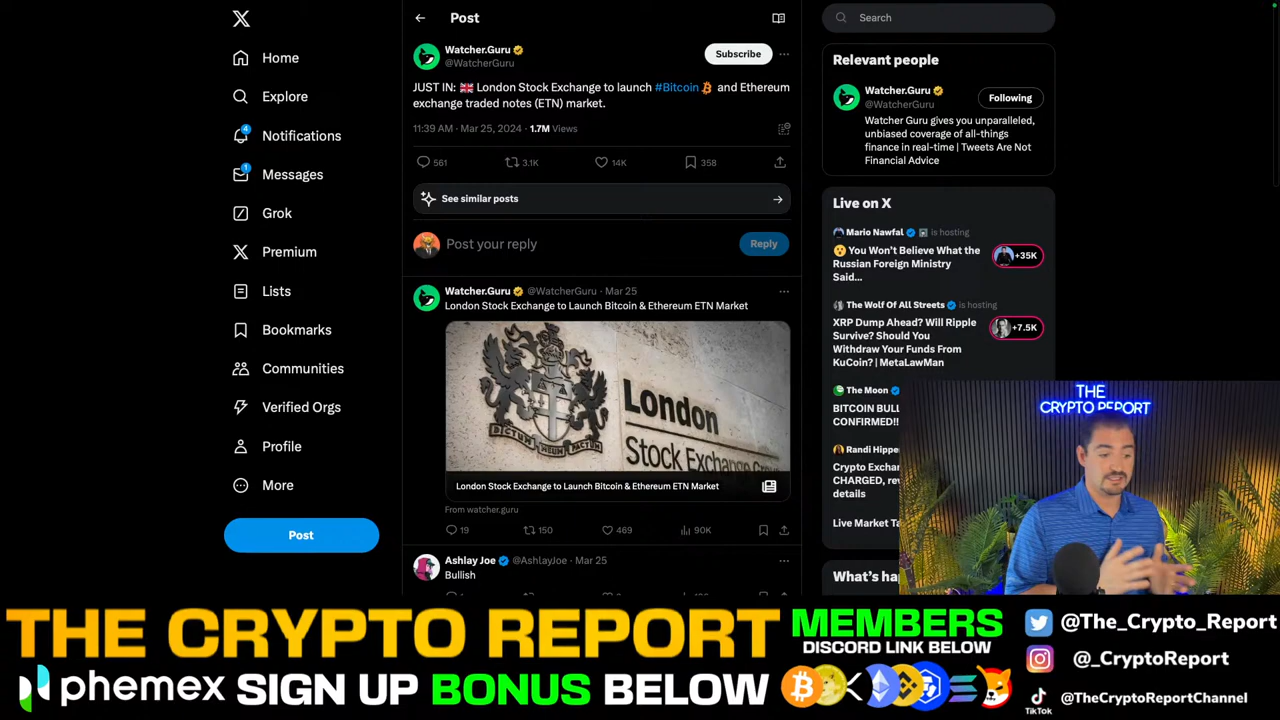 Home
Explore
4
Notifications
1
Messages
Grok
Premium
Lists
Bookmarks
Communities
Verified Orgs
Profile
More
Post
Post
Watcher.Guru
@WatcherGuru
Subscribe
JUST IN: 🇬🇧 London Stock Exchange to launch #Bitcoin and Ethereum
exchange traded notes (ETN) market.
11:39 AM · Mar 25, 2024 · 1.7M Views
561 3.1K 14K 358
See similar posts
Post your reply
Reply
Watcher.Guru @WatcherGuru · Mar 25
London Stock Exchange to Launch Bitcoin & Ethereum ETN Market
London
Stock Exchange Group
London Stock Exchange to Launch Bitcoin & Ethereum ETN Market
From watcher.guru
19 150 469 90K
Ashlay Joe @AshlayJoe · Mar 25
Bullish
Search
Relevant people
Watcher.Guru
@WatcherGuru
Following
Watcher Guru gives you unparalleled,
unbiased coverage of all-things
finance in real-time | Tweets Are Not
Financial Advice
Live on X
Mario Nawfal is hosting
😮 You Won't Believe What the
Russian Foreign Ministry
Said...
+35K
The Wolf Of All Streets is hosting
XRP Dump Ahead? Will Ripple
Survive? Should You
Withdraw Your Funds From
KuCoin? | MetaLawMan
+7.5K
The Moon
BITCOIN BULL
CONFIRMED!!
Randi Hipper
Crypto Exchan
CHARGED, rev
details
Live Market Ta
What's ha
THE
CRYPTO REPORT
THE CRYPTO REPORT
MEMBERS
DISCORD LINK BELOW
phemex SIGN UP BONUS BELOW
@The_Crypto_Report
@_CryptoReport
TikTok
@TheCryptoReportChannel